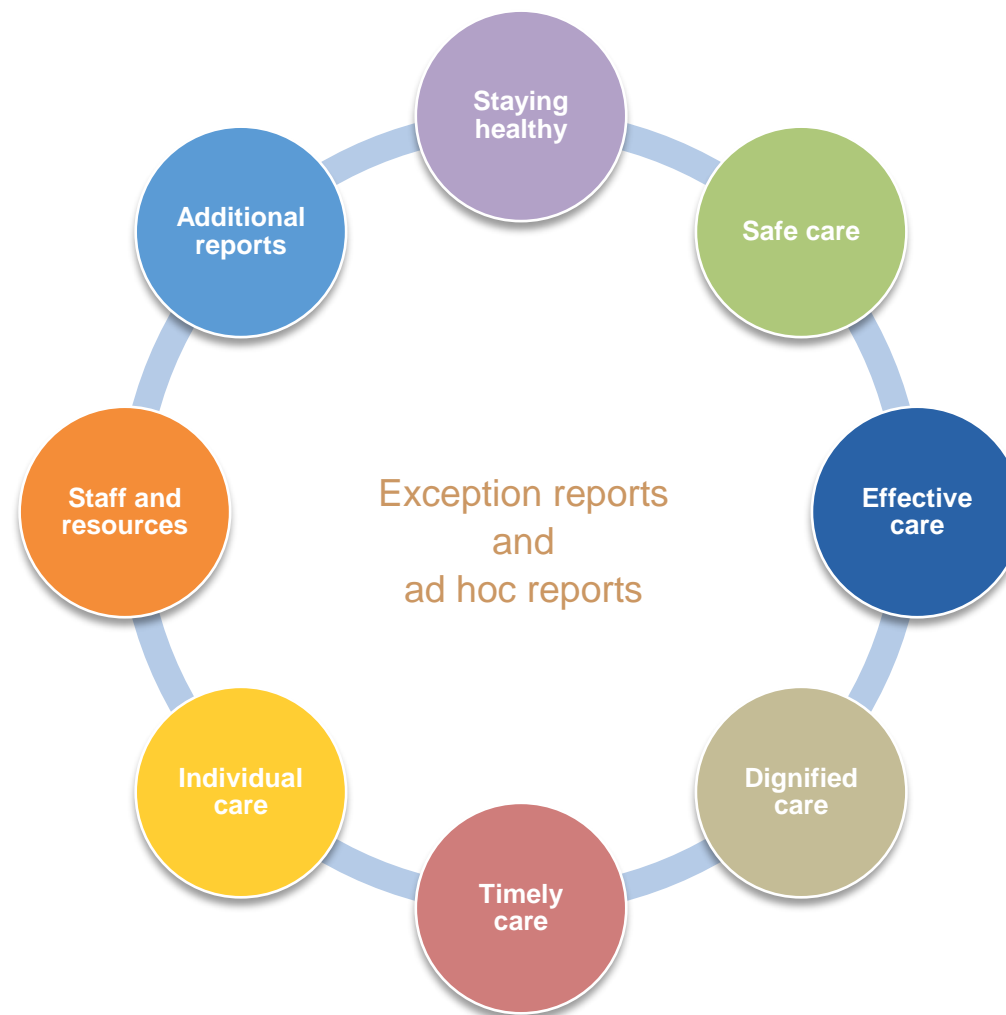 Staying
healthy
Safe care
Effective
care
Dignified
care
Timely
care
Individual
care
Staff and
resources
Additional
reports
Exception reports
and
ad hoc reports